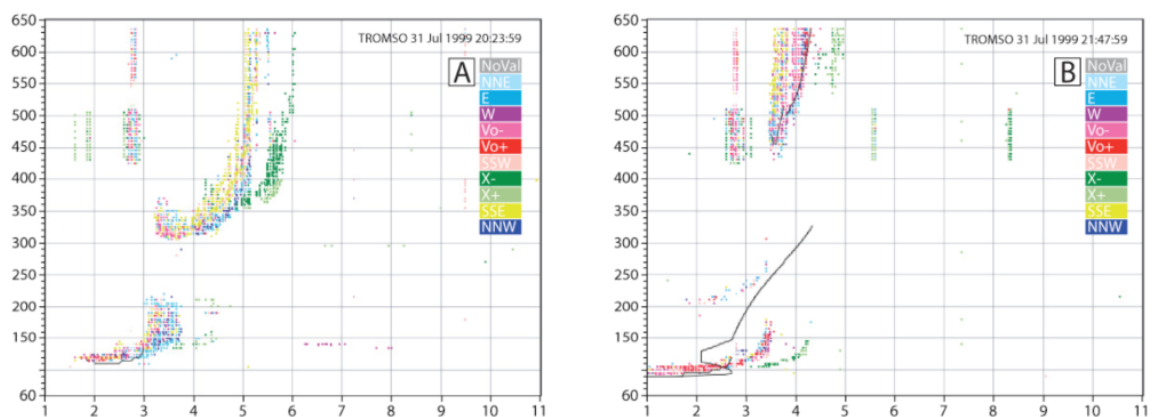 650
600
550
500
450
400
350
300
250
200
150
60
1 2 3 4 5 6 7 8 9 10 11
TROMSO 31 Jul 1999 20:23:59
A
NoVal
NNE
E
W
Vo-
Vo+
SSW
X-
X+
SSE
NNW
650
600
550
500
450
400
350
300
250
200
150
60
1 2 3 4 5 6 7 8 9 10 11
TROMSO 31 Jul 1999 21:47:59
B
NoVal
NNE
E
W
Vo-
Vo+
SSW
X-
X+
SSE
NNW